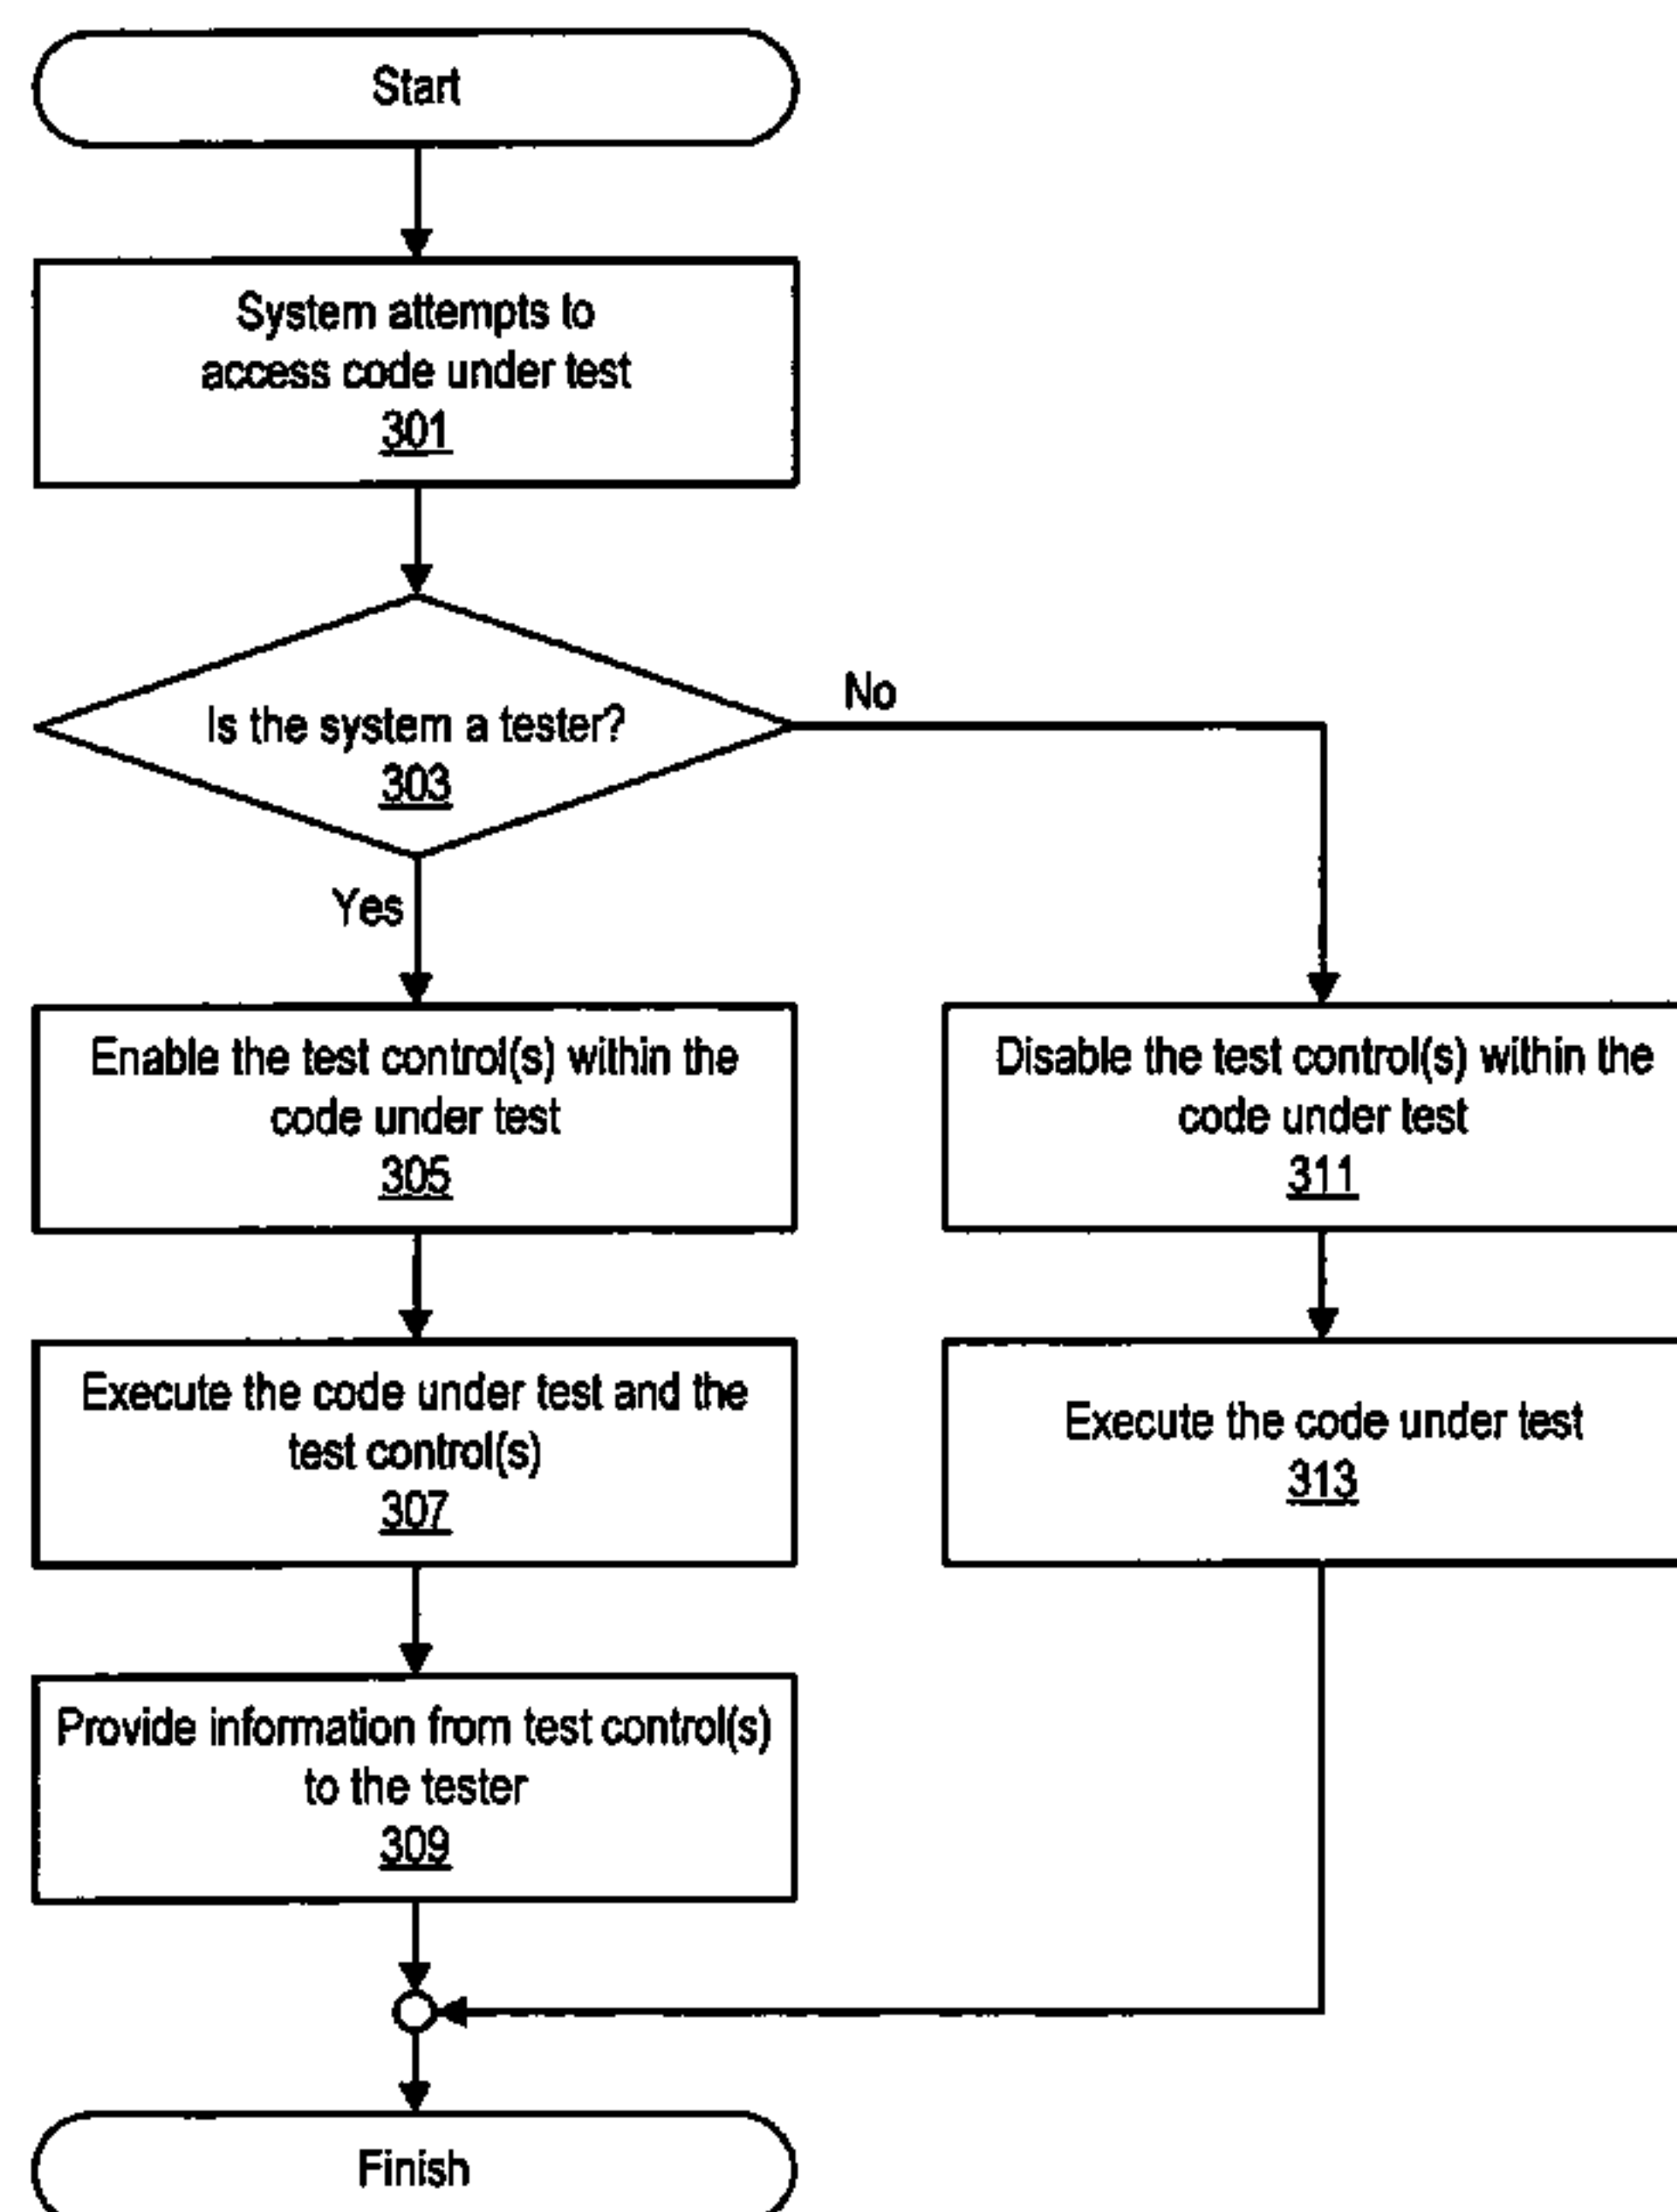 Start
System attempts to
access code under test
301
Is the system a tester?
303
No
Yes
Enable the test control(s) within the
code under test
305
Disable the test control(s) within the
code under test
311
Execute the code under test and the
test control(s)
307
Execute the code under test
313
Provide information from test control(s)
to the tester
309
Finish